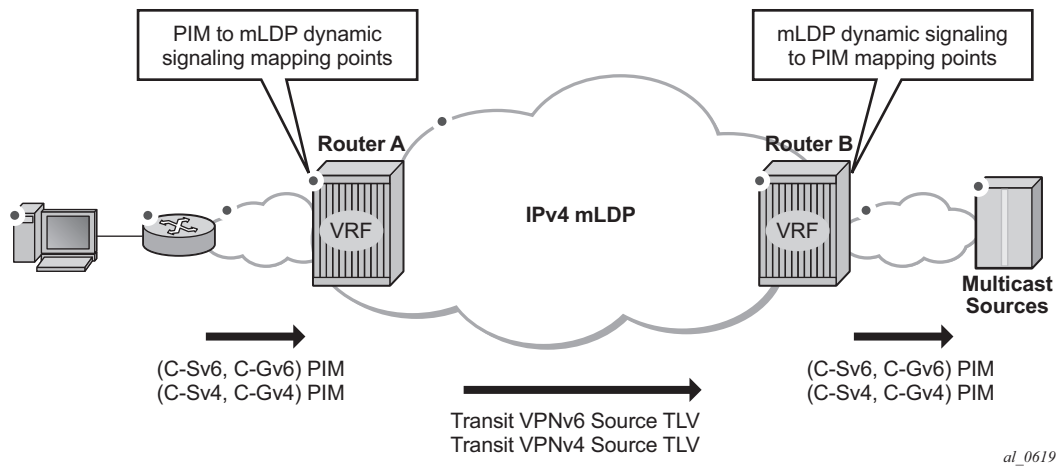 PIM to mLDP dynamic
signaling mapping points
mLDP dynamic signaling
to PIM mapping points
Router A
Router B
VRF
IPv4 mLDP
VRF
Multicast
Sources
(C-Sv6, C-Gv6) PIM
(C-Sv4, C-Gv4) PIM
(C-Sv6, C-Gv6) PIM
(C-Sv4, C-Gv4) PIM
Transit VPNv6 Source TLV
Transit VPNv4 Source TLV
al_0619